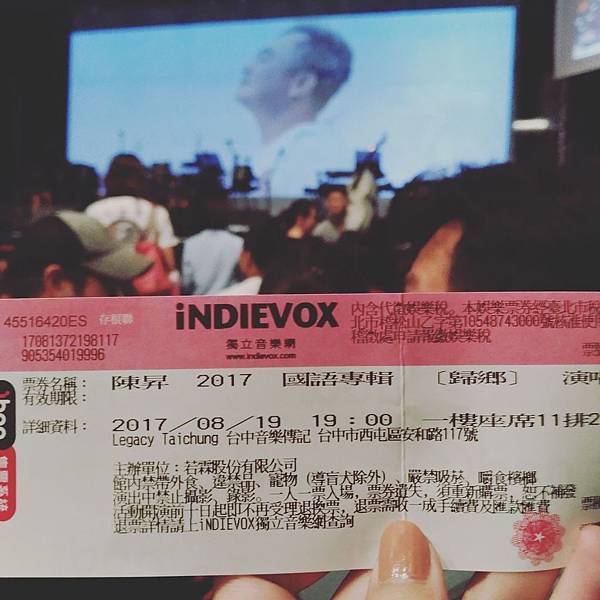 45516420ES 存根聯
17081372198117
905354019996
iNDIEVOX
獨立音樂網
www.indievox.com
內含代徵娛樂稅。本娛樂票券經臺北市稅
北市稽松山乙字第10548743000號核准使用
稽徵處申請報繳娛樂稅
票券名稱： 陳昇 2017 國語專輯 〔歸鄉〕 演唱
有效期限：
詳細資料： 2017／08／19 19：00 一樓座席11排2
Legacy Taichung 台中音樂傳記 台中市西屯區安和路117號
主辦單位：若霖股份有限公司
館內禁帶外食、違禁品、寵物（導盲犬除外），嚴禁吸菸、嚼食檳榔
演出中禁止攝影、錄影。一人一票入場，票券遺失，須重新購票，恕不補發
活動開演前十日起即不再受理退換票，退票需收一成手續費及匯款匯費
退票詳情請上iNDIEVOX獨立音樂網查詢